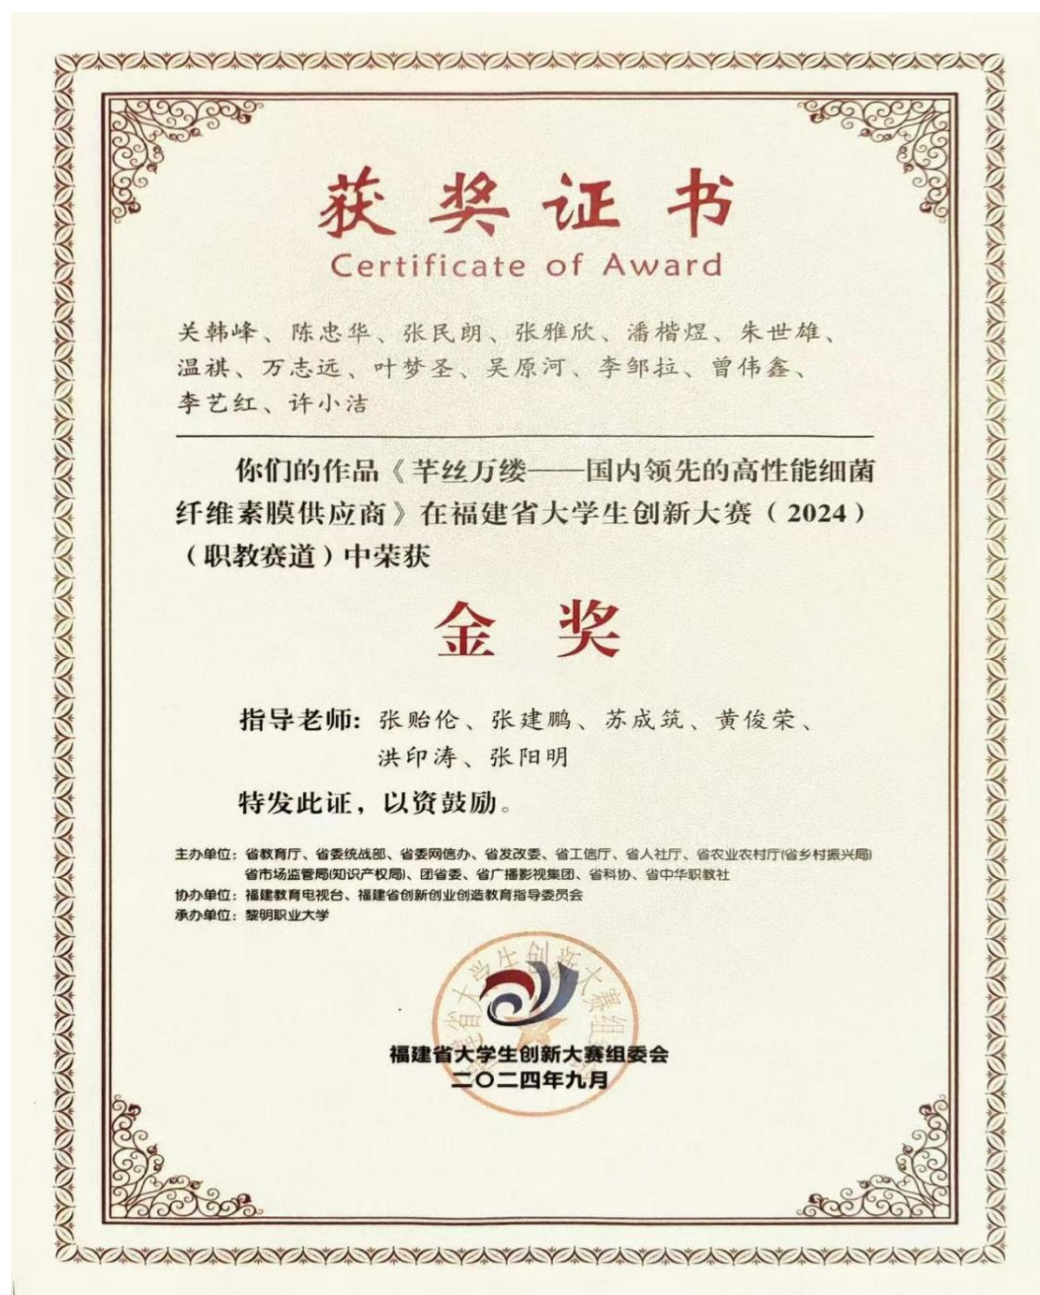 获奖证书
Certificate of Award
关韩峰、陈忠华、张民朗、张雅欣、潘楷煜、朱世雄、
温祺、万志远、叶梦圣、吴原河、李邹拉、曾伟鑫、
李艺红、许小洁
你们的作品《芊丝万缕——国内领先的高性能细菌
纤维素膜供应商》在福建省大学生创新大赛（2024）
（职教赛道）中荣获
金奖
指导老师：张贻伦、张建鹏、苏成筑、黄俊荣、
洪印涛、张阳明
特发此证，以资鼓励。
主办单位：省教育厅、省委统战部、省委网信办、省发改委、省工信厅、省人社厅、省农业农村厅(省乡村振兴局)
省市场监管局(知识产权局)、团省委、省广播影视集团、省科协、省中华职教社
协办单位：福建教育电视台、福建省创新创业创造教育指导委员会
承办单位：黎明职业大学
省大学生创新大赛组
福建省大学生创新大赛组委会
二〇二四年九月